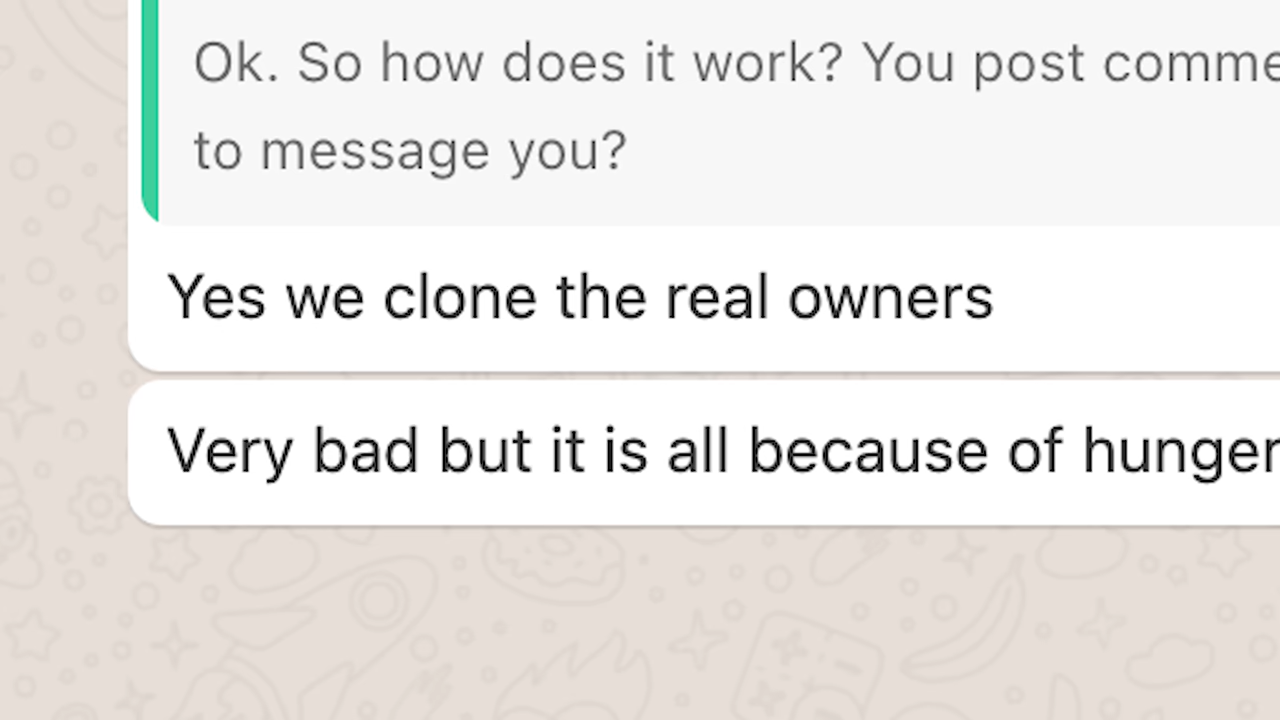 Ok. So how does it work? You post comme
to message you?
Yes we clone the real owners
Very bad but it is all because of hunger